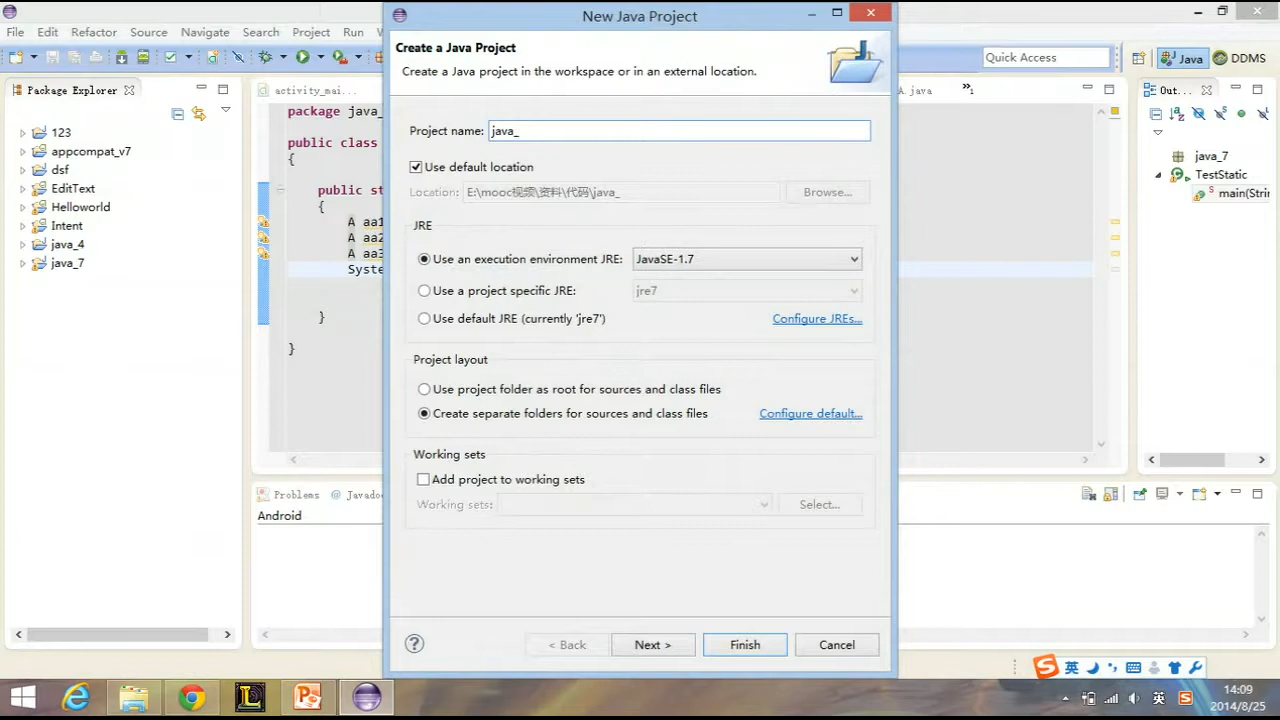 New Java Project
File Edit Refactor Source Navigate Search Project Run
Quick Access
Java
DDMS
Package Explorer
123
appcompat_v7
dsf
EditText
Helloworld
Intent
java_4
java_7
activity_mai...
A.java
package java_
public class
{
public st
{
A aa1
A aa2
A aa3
Syste
}
}
Create a Java Project
Create a Java project in the workspace or in an external location.
Project name: java_
Use default location
Location: E:\mooc视频\资料\代码\java_
Browse...
JRE
Use an execution environment JRE: JavaSE-1.7
Use a project specific JRE: jre7
Use default JRE (currently 'jre7')
Configure JREs...
Project layout
Use project folder as root for sources and class files
Create separate folders for sources and class files
Configure default...
Working sets
Add project to working sets
Working sets:
Select...
< Back
Next >
Finish
Cancel
Out...
java_7
TestStatic
main(Strin
Problems @ Javadoc
Android
英
英
14:09
2014/8/25